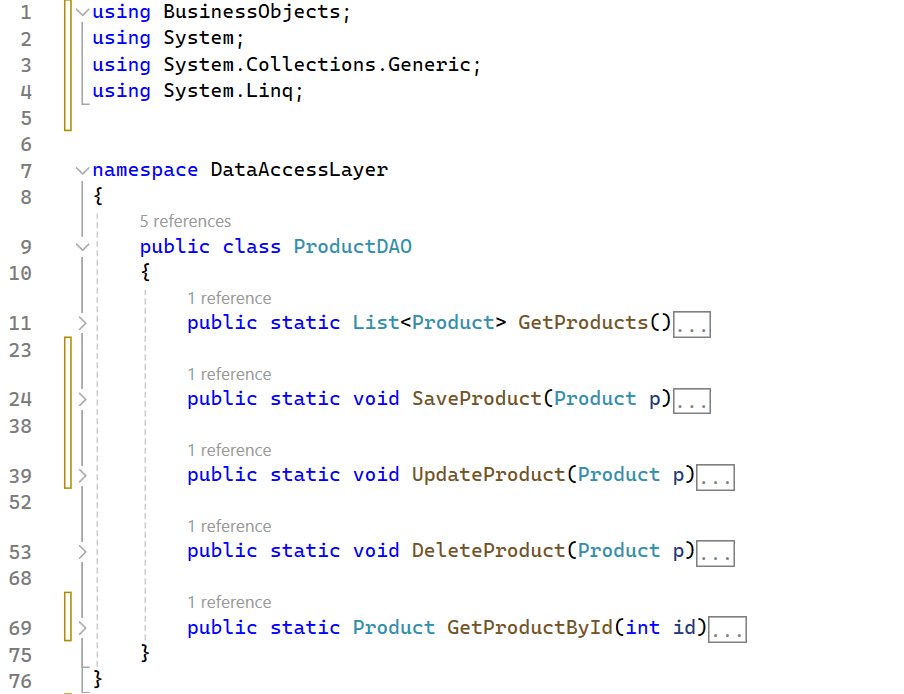 1 using BusinessObjects;
2 using System;
3 using System.Collections.Generic;
4 using System.Linq;
5
6
7 namespace DataAccessLayer
8 {
5 references
9 public class ProductDAO
10 {
1 reference
11 public static List<Product> GetProducts()...
23
1 reference
24 public static void SaveProduct(Product p)...
38
1 reference
39 public static void UpdateProduct(Product p)...
52
1 reference
53 public static void DeleteProduct(Product p)...
68
1 reference
69 public static Product GetProductById(int id)...
75 }
76 }